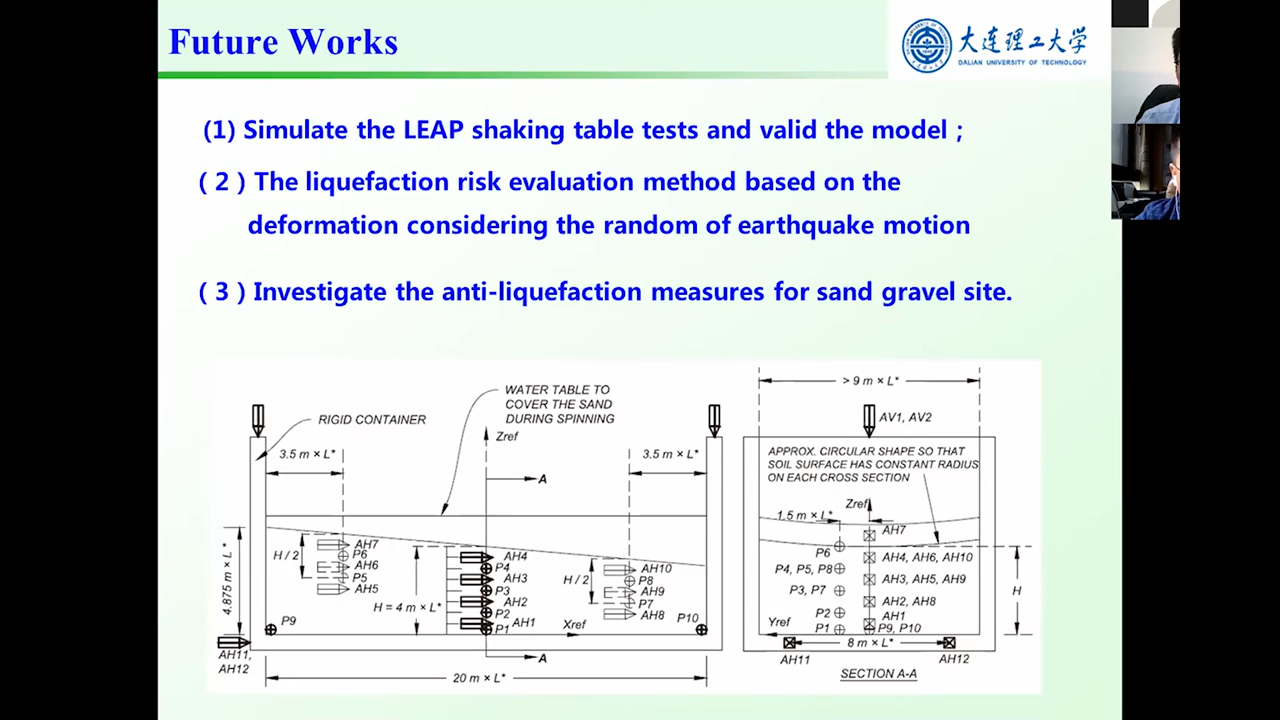 Future Works
大连理工大学
DALIAN UNIVERSITY OF TECHNOLOGY
(1) Simulate the LEAP shaking table tests and valid the model ;
( 2 ) The liquefaction risk evaluation method based on the
deformation considering the random of earthquake motion
( 3 ) Investigate the anti-liquefaction measures for sand gravel site.
WATER TABLE TO
COVER THE SAND
DURING SPINNING
RIGID CONTAINER
Zref
3.5 m × L*
3.5 m × L*
A
4.875 m × L*
H / 2
AH7
P6
AH6
P5
AH5
H = 4 m × L*
AH4
P4
AH3
P3
AH2
P2
AH1
P1
H / 2
AH10
P8
AH9
P7
AH8
P9
P10
Xref
A
AH11,
AH12
20 m × L*
> 9 m × L*
AV1, AV2
APPROX. CIRCULAR SHAPE SO THAT
SOIL SURFACE HAS CONSTANT RADIUS
ON EACH CROSS SECTION
Zref
1.5 m × L*
AH7
P6
AH4, AH6, AH10
P4, P5, P8
AH3, AH5, AH9
P3, P7
AH2, AH8
P2
AH1
P1
P9, P10
H
Yref
8 m × L*
AH11
AH12
SECTION A-A